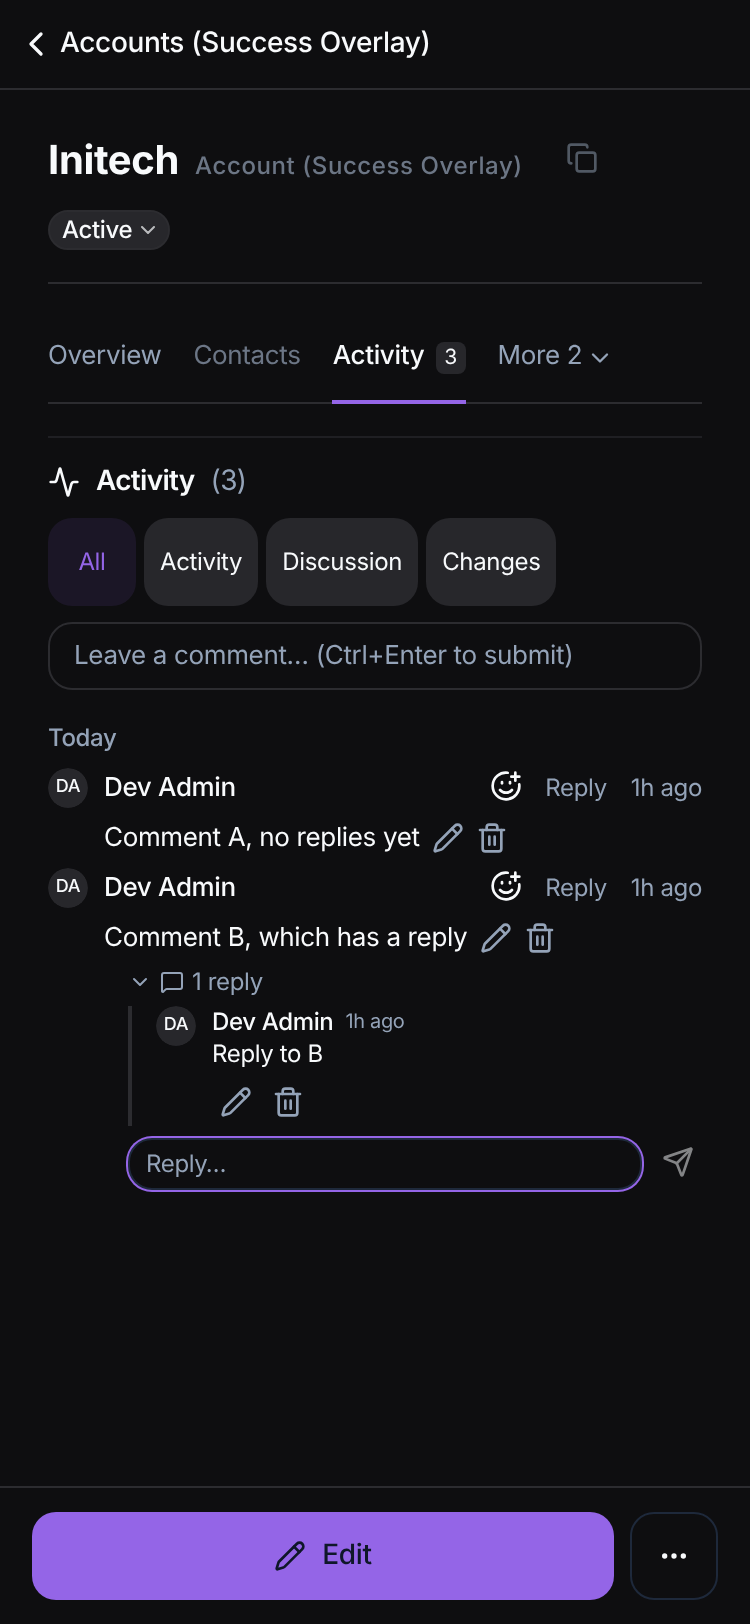 Accounts (Success Overlay)
Initech Account (Success Overlay)
Active
Overview Contacts Activity 3 More 2
Activity (3)
All Activity Discussion Changes
Leave a comment... (Ctrl+Enter to submit)
Today
DA Dev Admin Reply 1h ago
Comment A, no replies yet
DA Dev Admin Reply 1h ago
Comment B, which has a reply
1 reply
DA Dev Admin 1h ago
Reply to B
Reply...
Edit